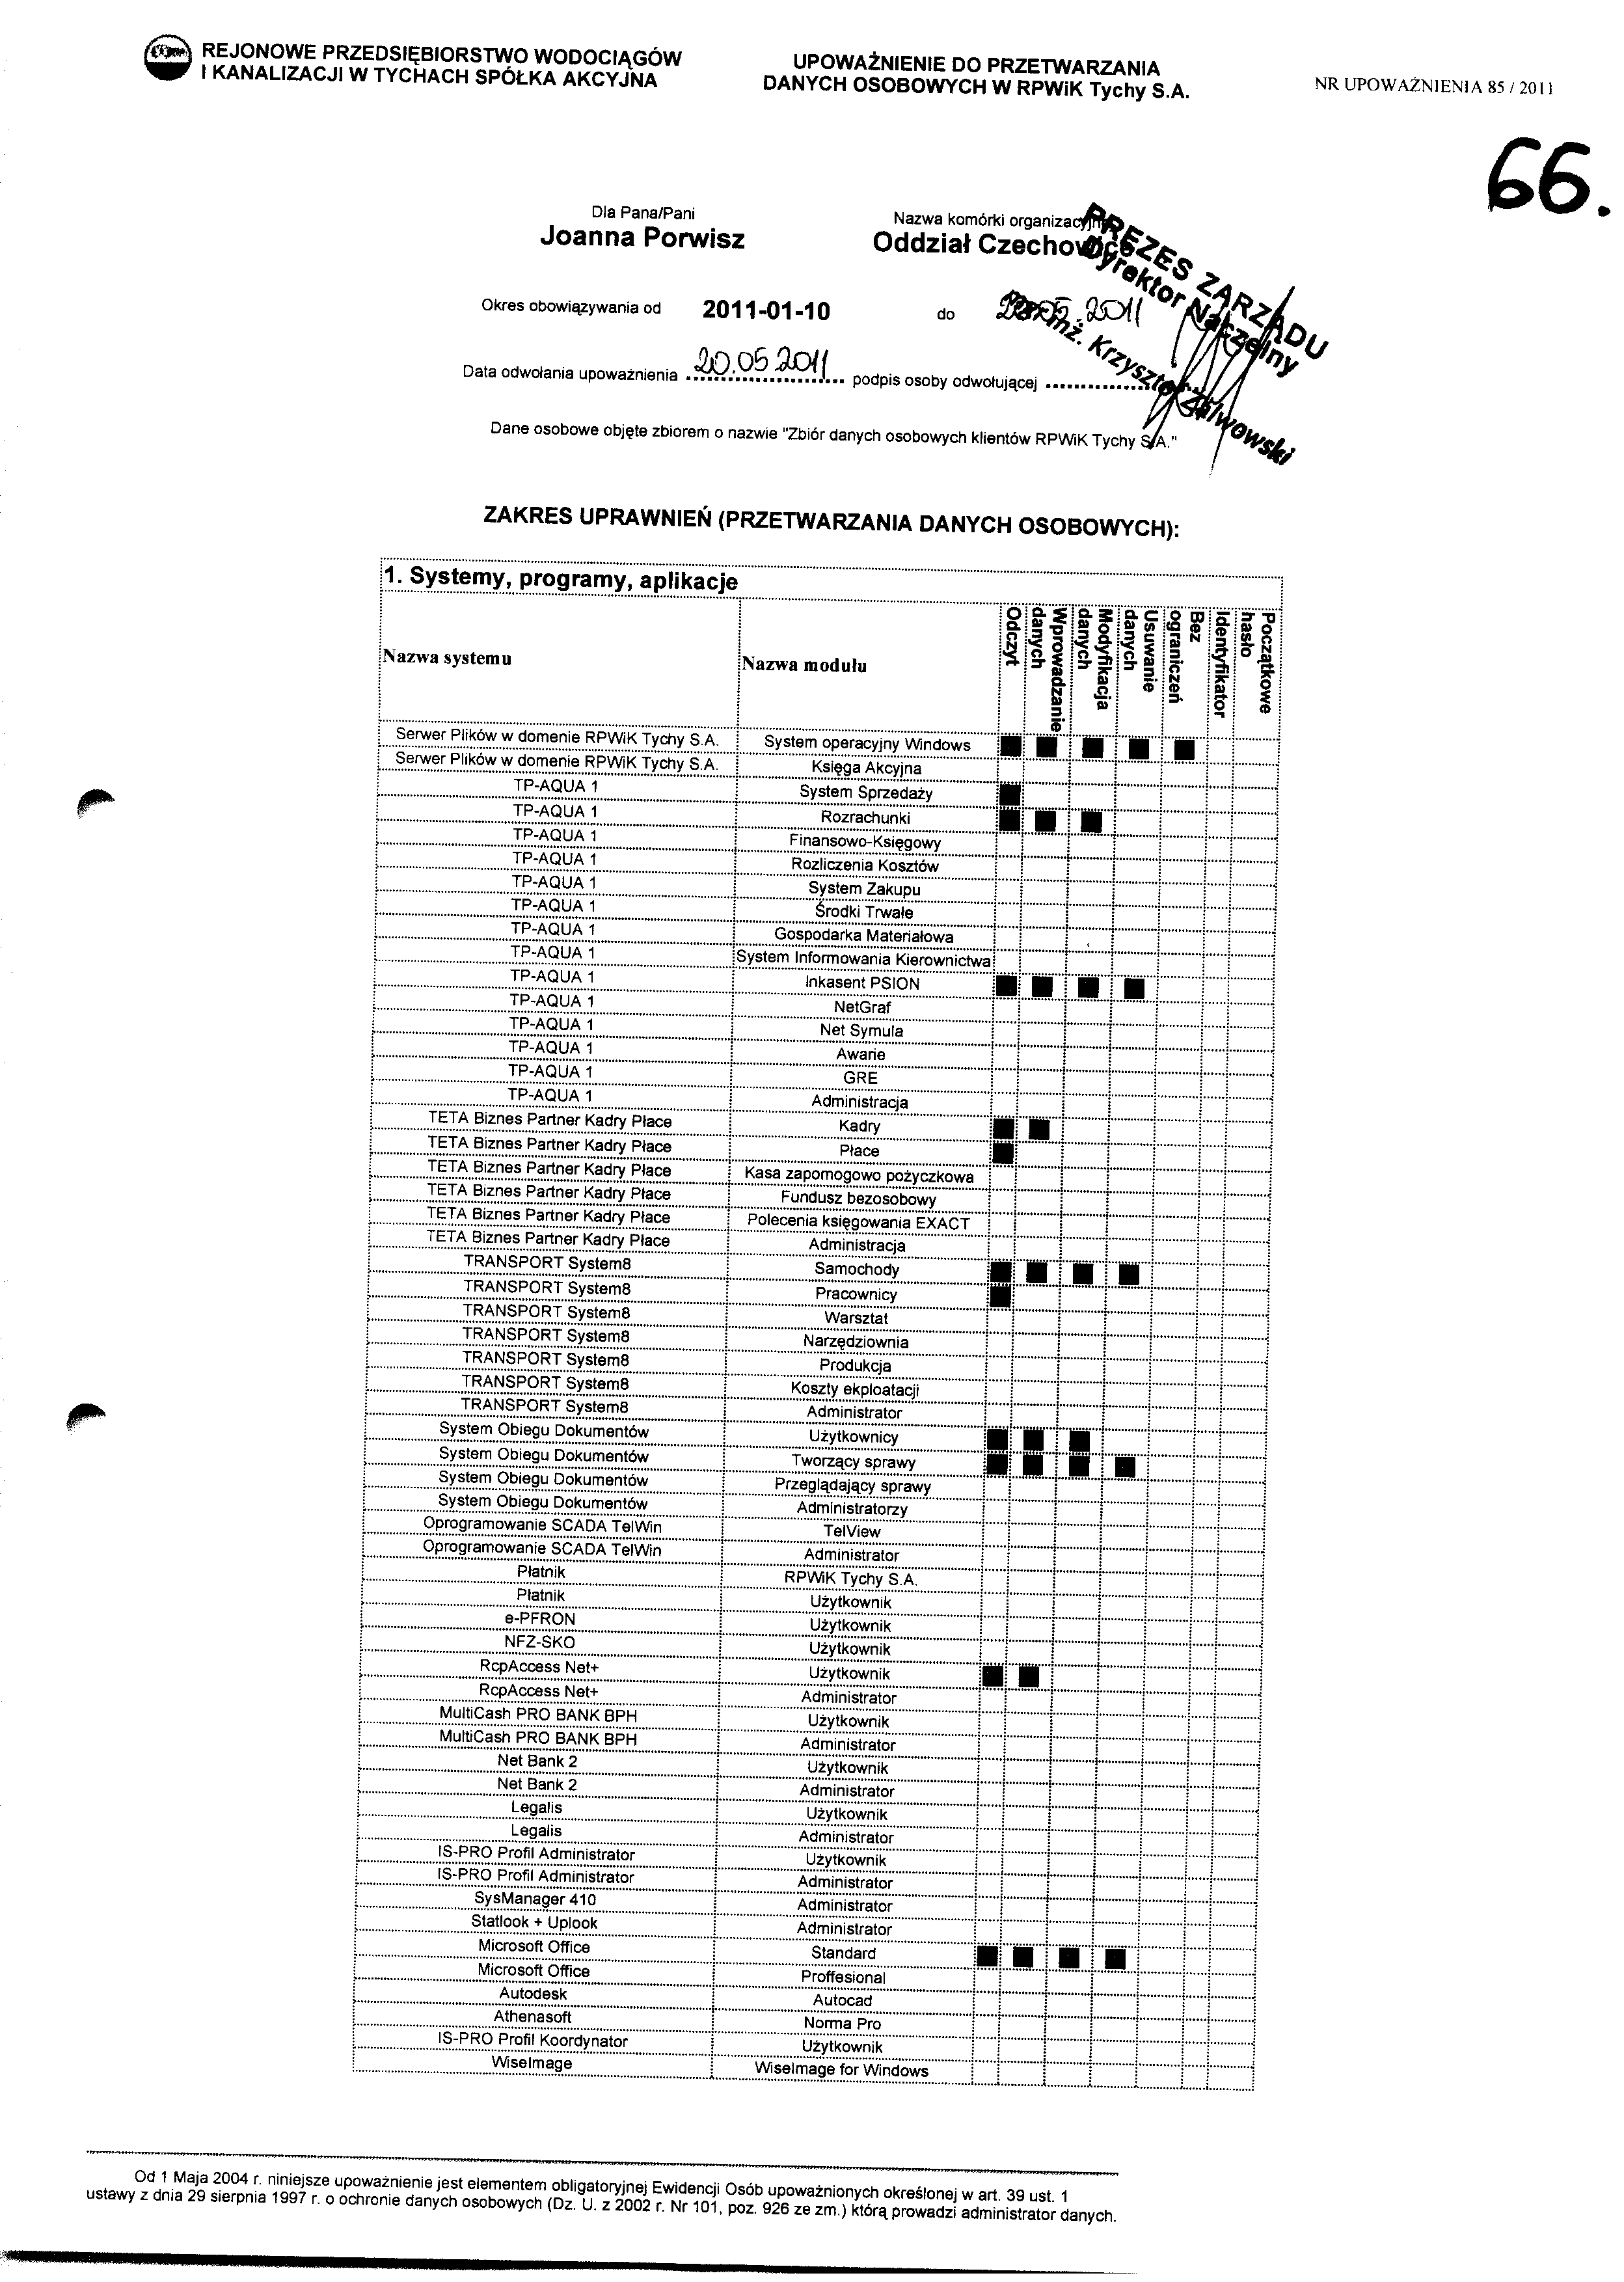 REJONOWE PRZEDSIĘBIORSTWO WODOCIĄGÓW
I KANALIZACJI W TYCHACH SPÓŁKA AKCYJNA
UPOWAŻNIENIE DO PRZETWARZANIA
DANYCH OSOBOWYCH W RPWiK Tychy S.A.
NR UPOWAŻNIENIA 85 / 2011
66.
Dla Pana/Pani
Joanna Porwisz
Nazwa komórki organizacyjnej
Oddział Czechowice
PREZES ZARZĄDU
Dyrektor Naczelny
inż. Krzysztof Zalwowski
Okres obowiązywania od 2011-01-10 do 05.2011
Data odwołania upoważnienia 20.05.2011 podpis osoby odwołującej
Dane osobowe objęte zbiorem o nazwie "Zbiór danych osobowych klientów RPWiK Tychy S.A."
ZAKRES UPRAWNIEŃ (PRZETWARZANIA DANYCH OSOBOWYCH):
1. Systemy, programy, aplikacje
Nazwa systemu Nazwa modułu Odczyt Wprowadzanie danych Modyfikacja danych Usuwanie danych Bez ograniczeń Identyfikator Początkowe hasło
Serwer Plików w domenie RPWiK Tychy S.A. System operacyjny Windows ■ ■ ■ ■ ■
Serwer Plików w domenie RPWiK Tychy S.A. Księga Akcyjna
TP-AQUA 1 System Sprzedaży ■
TP-AQUA 1 Rozrachunki ■ ■ ■
TP-AQUA 1 Finansowo-Księgowy
TP-AQUA 1 Rozliczenia Kosztów
TP-AQUA 1 System Zakupu
TP-AQUA 1 Środki Trwałe
TP-AQUA 1 Gospodarka Materiałowa
TP-AQUA 1 System Informowania Kierownictwa
TP-AQUA 1 Inkasent PSION ■ ■ ■ ■
TP-AQUA 1 NetGraf
TP-AQUA 1 Net Symula
TP-AQUA 1 Awarie
TP-AQUA 1 GRE
TP-AQUA 1 Administracja
TETA Biznes Partner Kadry Płace Kadry ■ ■
TETA Biznes Partner Kadry Płace Płace ■
TETA Biznes Partner Kadry Płace Kasa zapomogowo pożyczkowa
TETA Biznes Partner Kadry Płace Fundusz bezosobowy
TETA Biznes Partner Kadry Płace Polecenia księgowania EXACT
TETA Biznes Partner Kadry Płace Administracja
TRANSPORT System8 Samochody ■ ■ ■ ■
TRANSPORT System8 Pracownicy ■
TRANSPORT System8 Warsztat
TRANSPORT System8 Narzędziownia
TRANSPORT System8 Produkcja
TRANSPORT System8 Koszty ekploatacji
TRANSPORT System8 Administrator
System Obiegu Dokumentów Użytkownicy ■ ■ ■
System Obiegu Dokumentów Tworzący sprawy ■ ■ ■ ■
System Obiegu Dokumentów Przeglądający sprawy
System Obiegu Dokumentów Administratorzy
Oprogramowanie SCADA TelWin TelView
Oprogramowanie SCADA TelWin Administrator
Płatnik RPWiK Tychy S.A.
Płatnik Użytkownik
e-PFRON Użytkownik
NFZ-SKO Użytkownik
RcpAccess Net+ Użytkownik ■ ■
RcpAccess Net+ Administrator
MultiCash PRO BANK BPH Użytkownik
MultiCash PRO BANK BPH Administrator
Net Bank 2 Użytkownik
Net Bank 2 Administrator
Legalis Użytkownik
Legalis Administrator
IS-PRO Profil Administrator Użytkownik
IS-PRO Profil Administrator Administrator
SysManager 410 Administrator
Statlook + Uplook Administrator
Microsoft Office Standard ■ ■ ■ ■
Microsoft Office Proffesional
Autodesk Autocad
Athenasoft Norma Pro
IS-PRO Profil Koordynator Użytkownik
WiseImage WiseImage for Windows
Od 1 Maja 2004 r. niniejsze upoważnienie jest elementem obligatoryjnej Ewidencji Osób upoważnionych określonej w art. 39 ust. 1
ustawy z dnia 29 sierpnia 1997 r. o ochronie danych osobowych (Dz. U. z 2002 r. Nr 101, poz. 926 ze zm.) którą prowadzi administrator danych.